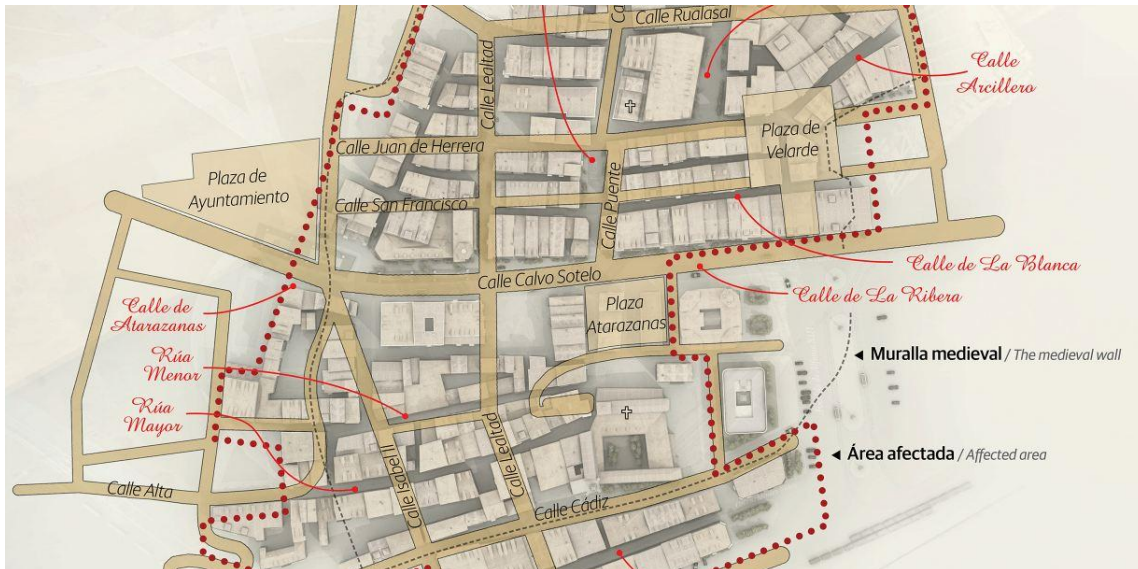 Calle Rualasal
Ca
Calle Lealtad
Calle
Arcillero
Plaza de
Velarde
Calle Juan de Herrera
Plaza de
Ayuntamiento
Calle Puente
Calle San Francisco
Calle de La Blanca
Calle Calvo Sotelo
Calle de La Ribera
Plaza
Atarazanas
Calle de
Atarazanas
Muralla medieval / The medieval wall
Rúa
Menor
Rúa
Mayor
Calle Lealtad
Calle Isabel II
Área afectada / Affected area
Calle Alta
Calle Cádiz